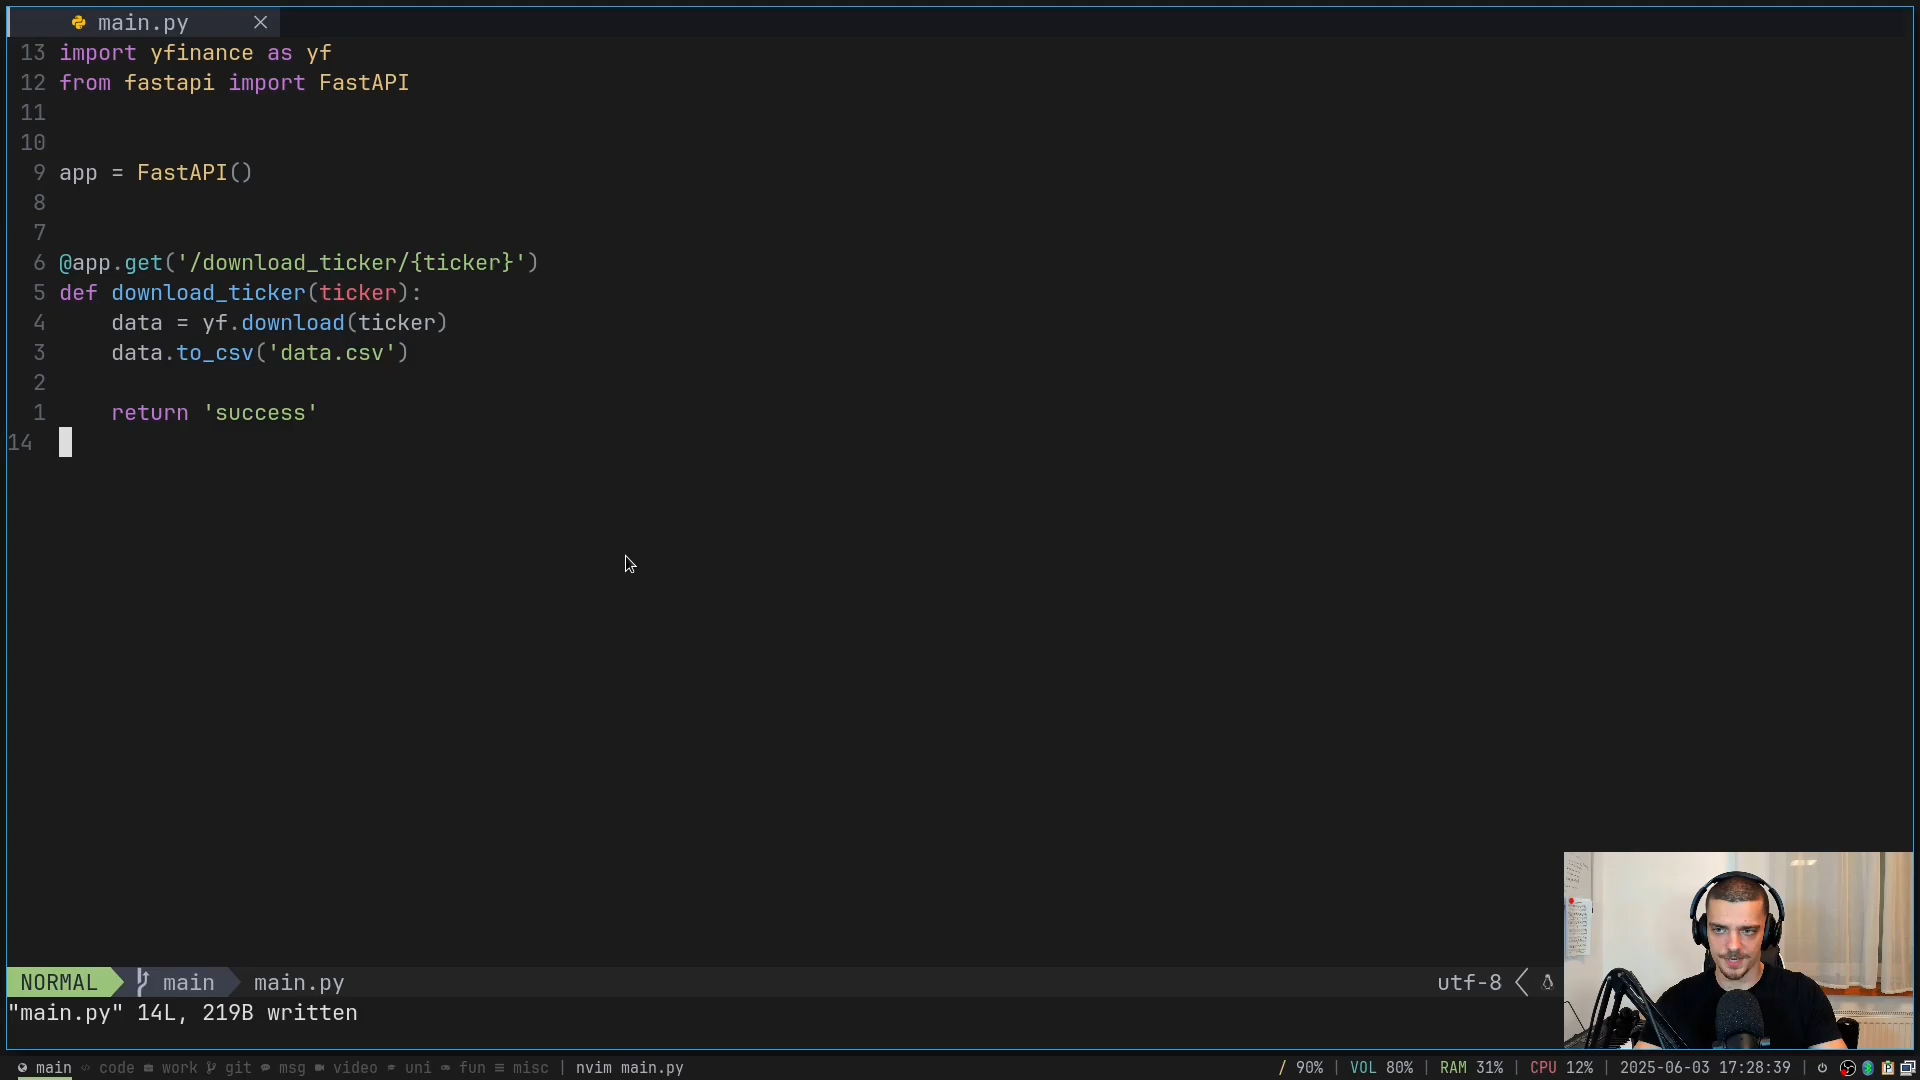 main.py
13 import yfinance as yf
12 from fastapi import FastAPI
11
10
9 app = FastAPI()
8
7
6 @app.get('/download_ticker/{ticker}')
5 def download_ticker(ticker):
4     data = yf.download(ticker)
3     data.to_csv('data.csv')
2
1     return 'success'
14
NORMAL main main.py utf-8
"main.py" 14L, 219B written
main code work git msg video uni fun misc | nvim main.py / 90% | VOL 80% | RAM 31% | CPU 12% | 2025-06-03 17:28:39 |